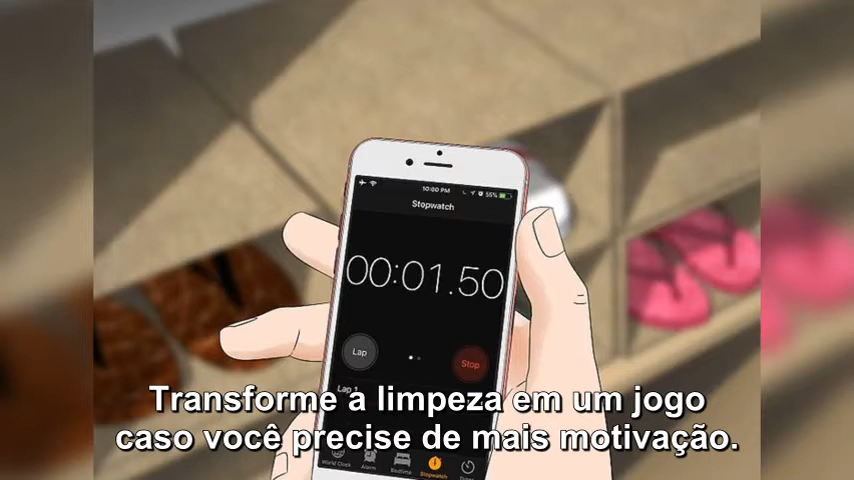 10:00 PM
55%
Stopwatch
00:01.50
Lap
Stop
Lap 1
Transforme a limpeza em um jogo
caso você precise de mais motivação.
World Clock Alarm Bedtime Stopwatch